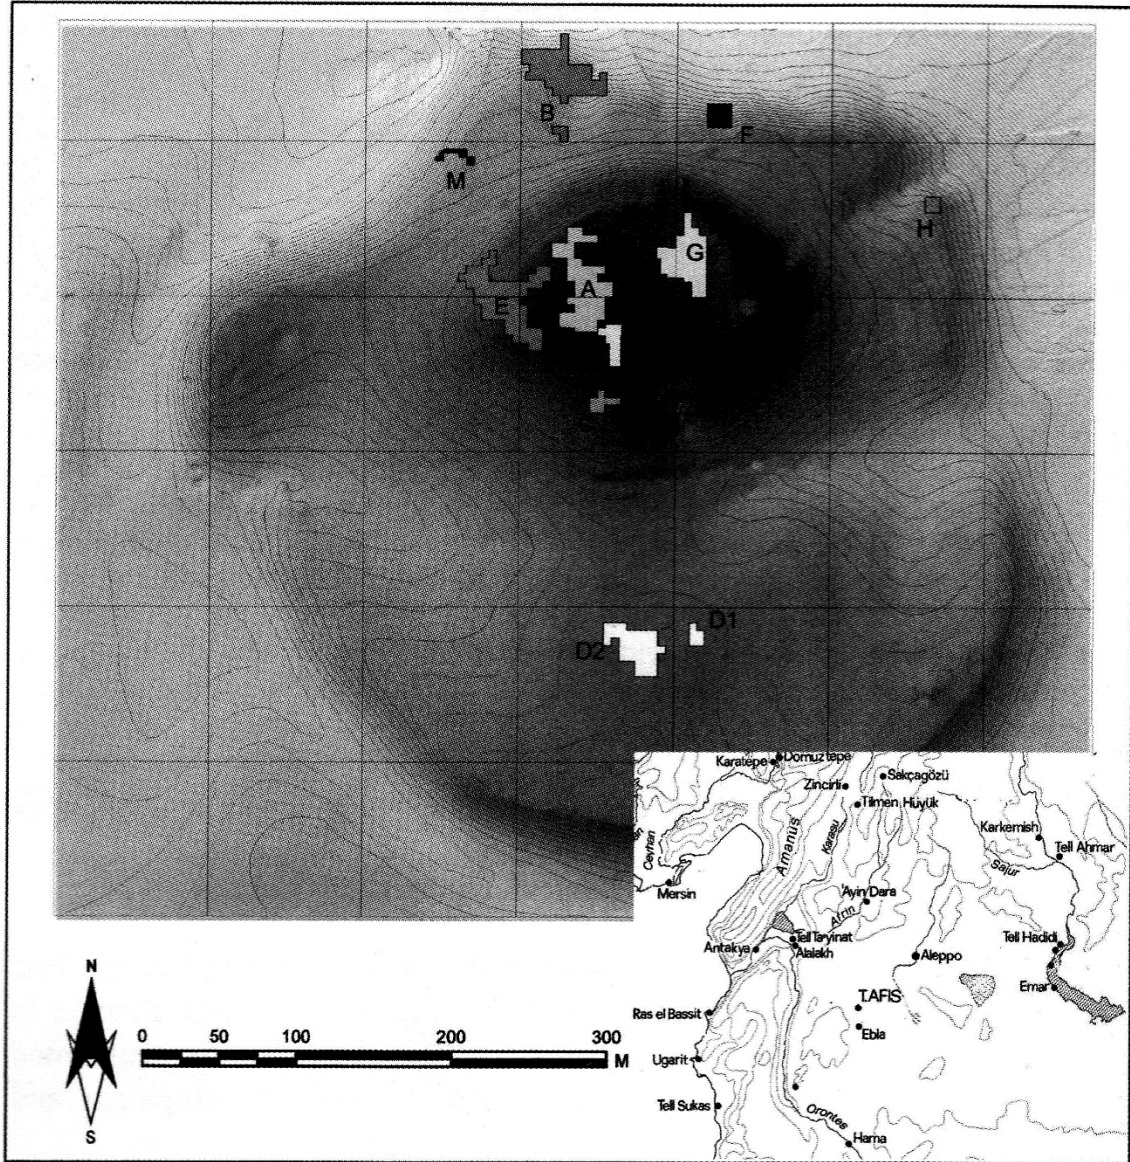 B
F
M
H
G
A
E
D1
D2
Karatepe
Domuztepe
Sakçagözü
Zincirli
Tilmen Hüyük
Ceyhan
Amanus
Karasu
Karkemish
Tell Ahmar
Sajur
Mersin
Ayin Dara
Afrin
Tell Tayinat
Antakya
Alalakh
Aleppo
Tell Hadidi
Emar
T.AFIS
Ras el Bassit
Ebla
Ugarit
Tell Sukas
Orontes
Hama
N
S
0 50 100 200 300
M